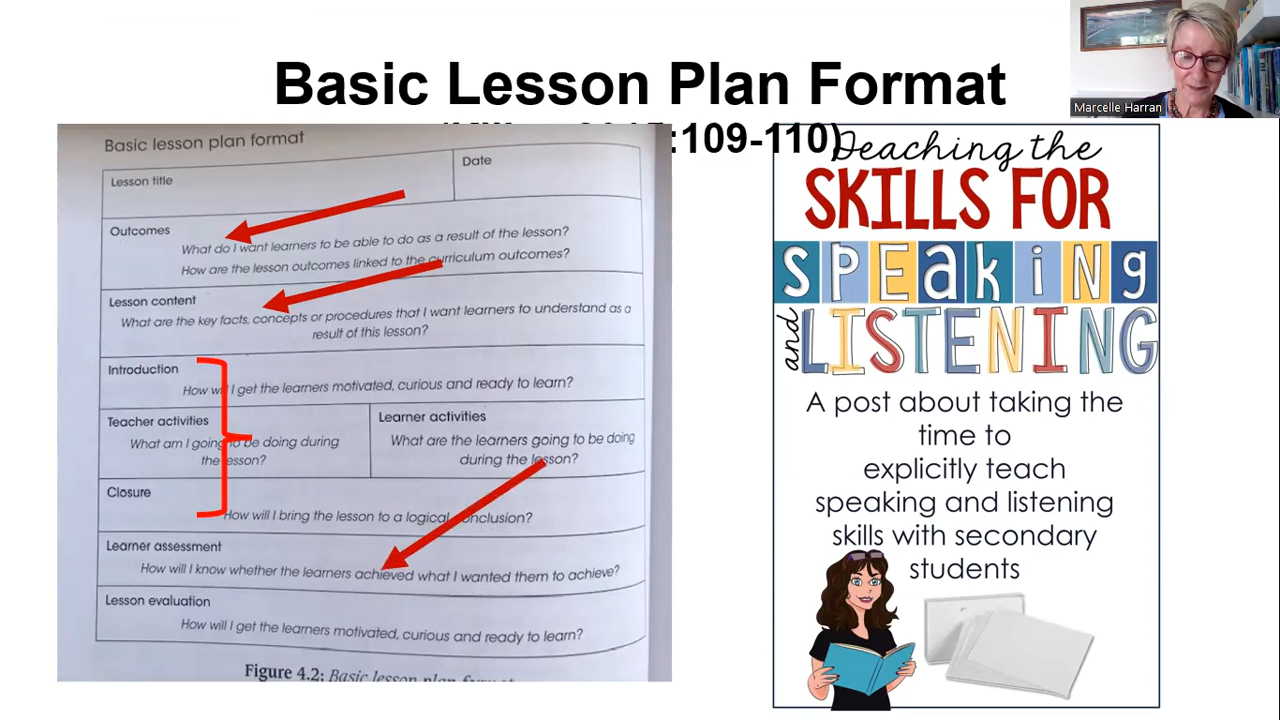 Basic Lesson Plan Format
:109-110)
Marcelle Harran
Basic lesson plan format
Lesson title
Date
Outcomes
What do I want learners to be able to do as a result of the lesson?
How are the lesson outcomes linked to the curriculum outcomes?
Lesson content
What are the key facts, concepts or procedures that I want learners to understand as a
result of this lesson?
Introduction
How will I get the learners motivated, curious and ready to learn?
Teacher activities
What am I going to be doing during
the lesson?
Learner activities
What are the learners going to be doing
during the lesson?
Closure
How will I bring the lesson to a logical conclusion?
Learner assessment
How will I know whether the learners achieved what I wanted them to achieve?
Lesson evaluation
How will I get the learners motivated, curious and ready to learn?
Figure 4.2: Basic lesson plan format
Teaching the
SKILLS FOR
SPEAkiNg
and LISTENING
A post about taking the
time to
explicitly teach
speaking and listening
skills with secondary
students